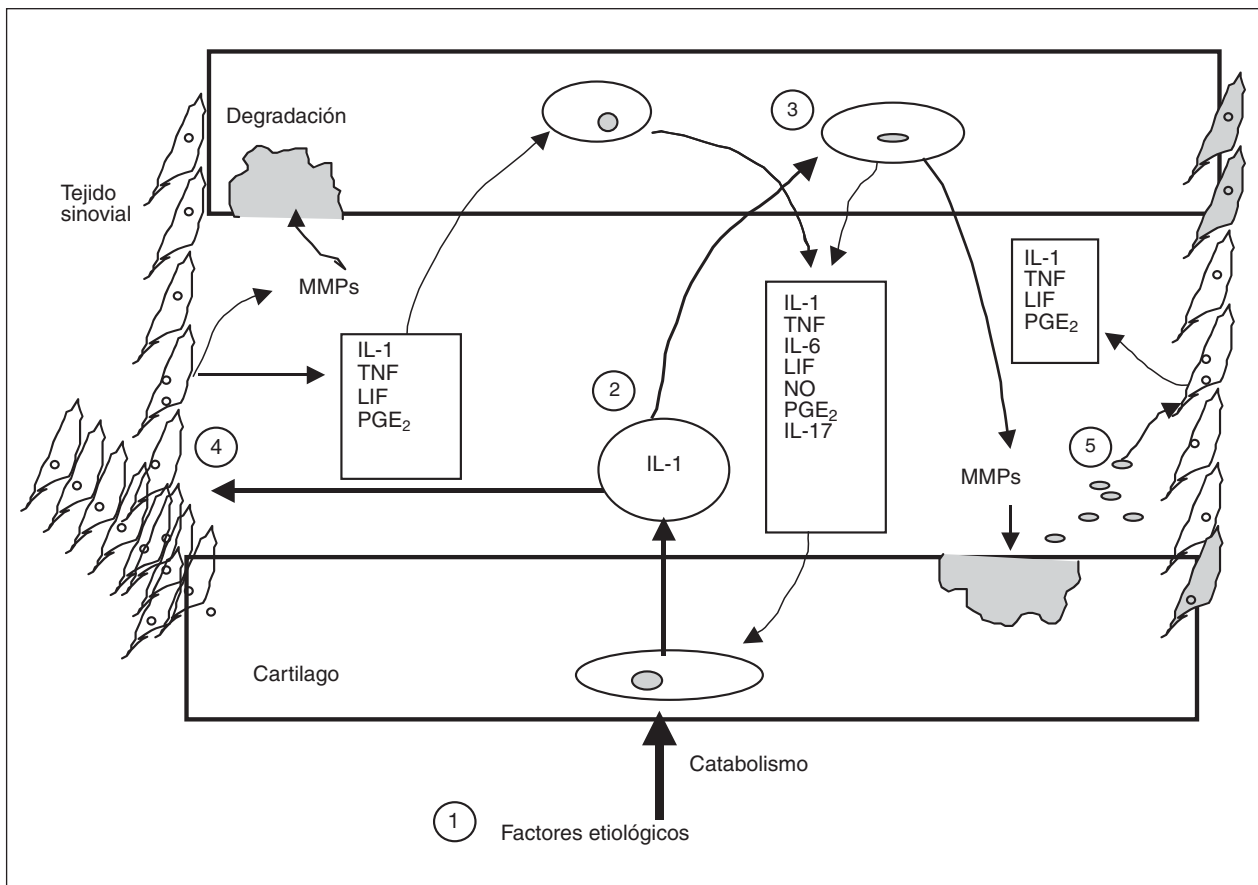 Degradación
3
Tejido
sinovial
MMPs
IL-1
TNF
LIF
PGE2
IL-1
TNF
IL-6
LIF
NO
PGE2
IL-17
IL-1
TNF
LIF
PGE2
2
IL-1
4
5
MMPs
Cartilago
Catabolismo
1 Factores etiológicos